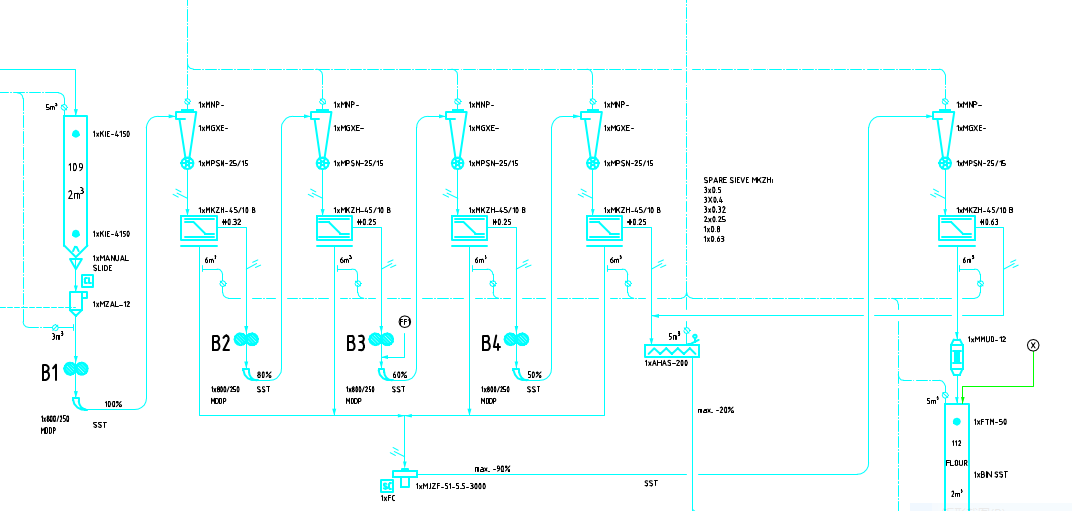 1xMNP-
1xMNP-
1xMNP-
1xMNP-
1xMNP-
5m³
1xKIE-4150
1xMGXE-
1xMGXE-
1xMGXE-
1xMGXE-
1xMGXE-
109
2m³
1xMPSN-25/15
1xMPSN-25/15
1xMPSN-25/15
1xMPSN-25/15
1xMPSN-25/15
SPARE SIEVE MKZH:
3x0.5
3X0.4
3x0.32
2x0.25
1x0.8
1x0.63
1xMKZH-45/10 B
1xMKZH-45/10 B
1xMKZH-45/10 B
1xMKZH-45/10 B
1xMKZH-45/10 B
#0.32
#0.25
#0.25
#0.25
#0.63
1xKIE-4150
1xMANUAL
SLIDE
6m³
6m³
6m³
6m³
6m³
P
1xMZAL-12
3m³
FF1
B2
B3
B4
5m³
1xAHAS-200
1xMMUD-12
X
B1
80%
60%
50%
1x800/250
MDDP
SST
1x800/250
MDDP
SST
1x800/250
MDDP
SST
100%
1x800/250
MDDP
SST
max. ~20%
5m³
1xFTM-50
112
FLOUR
1xBIN SST
2m³
max. ~90%
SST
SC
1xFC
1xMJZF-51-5.5-3000